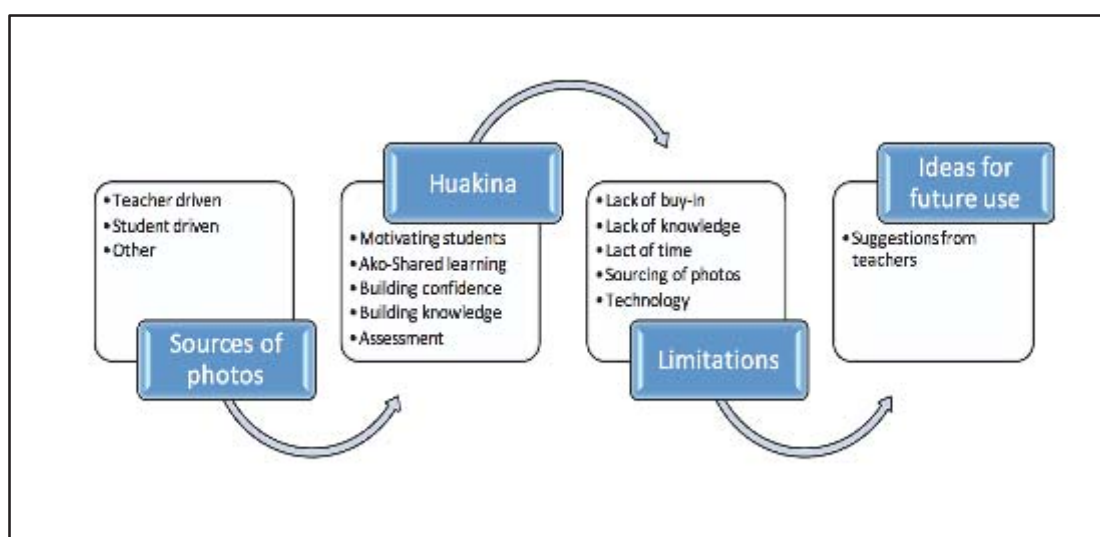 • Teacher driven
• Student driven
• Other
Sources of
photos
Huakina
• Motivating students
• Ako-Shared learning
• Building confidence
• Building knowledge
• Assessment
• Lack of buy-in
• Lack of knowledge
• Lact of time
• Sourcing of photos
• Technology
Limitations
Ideas for
future use
• Suggestions from
teachers